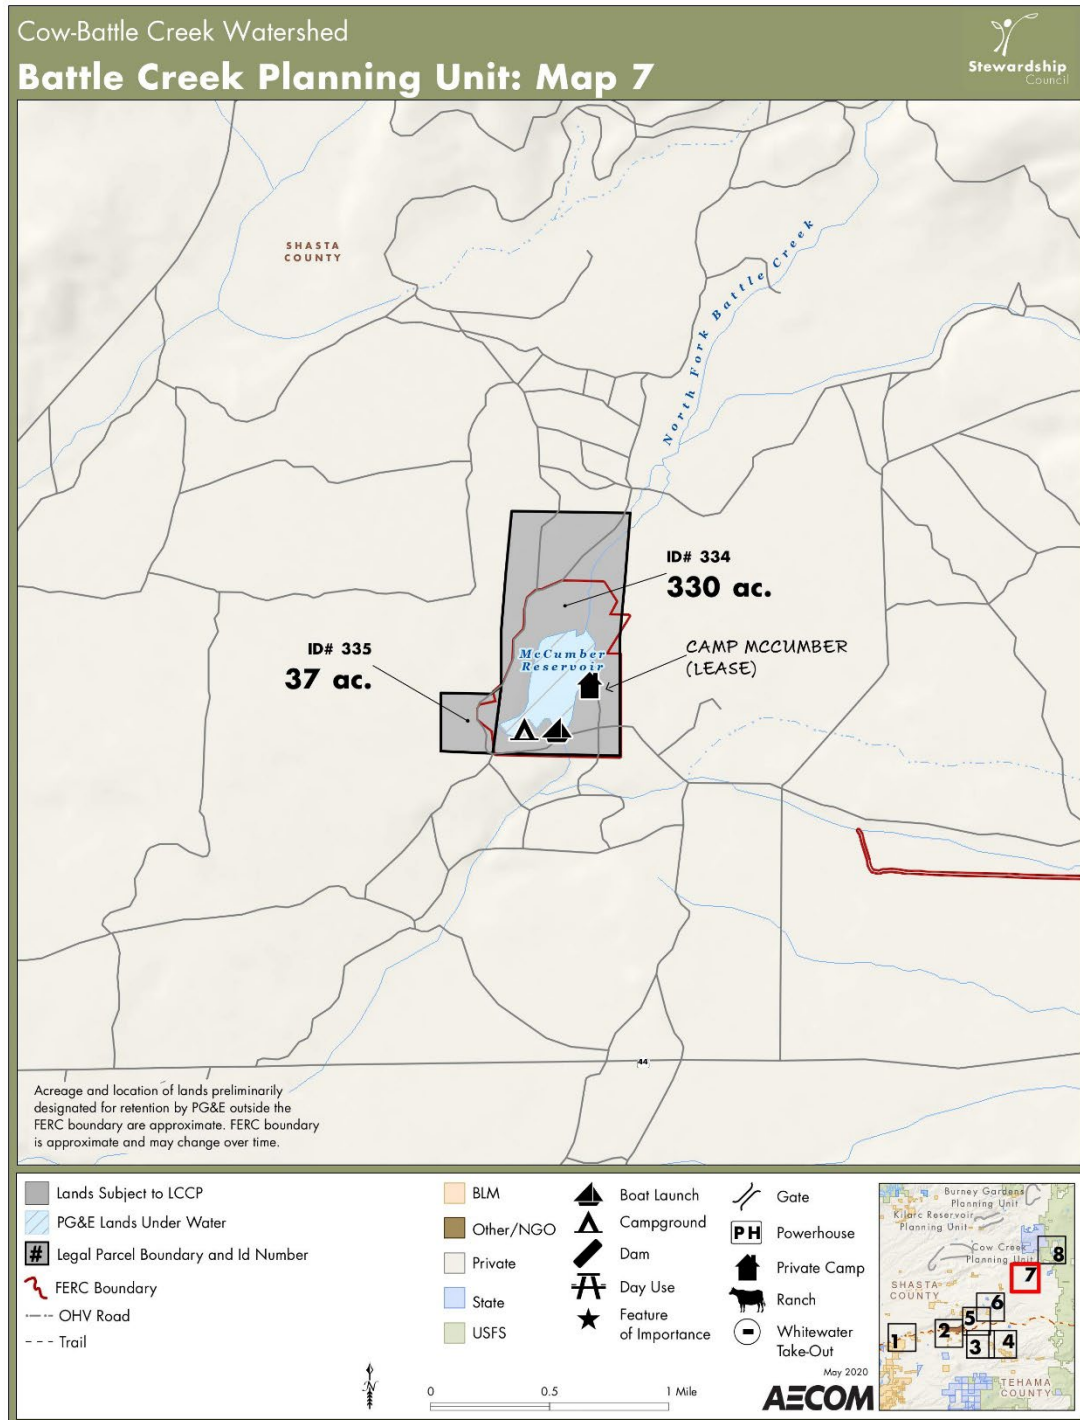 Cow-Battle Creek Watershed
Battle Creek Planning Unit: Map 7
Stewardship
Council
SHASTA
COUNTY
North Fork Battle Creek
ID# 334
330 ac.
ID# 335
37 ac.
McCumber
Reservoir
CAMP MCCUMBER
(LEASE)
44
Acreage and location of lands preliminarily
designated for retention by PG&E outside the
FERC boundary are approximate. FERC boundary
is approximate and may change over time.
Lands Subject to LCCP
PG&E Lands Under Water
# Legal Parcel Boundary and Id Number
FERC Boundary
OHV Road
Trail
BLM
Other/NGO
Private
State
USFS
Boat Launch
Campground
Dam
Day Use
Feature
of Importance
Gate
PH Powerhouse
Private Camp
Ranch
Whitewater
Take-Out
N
0 0.5 1 Mile
May 2020
AECOM
Burney Gardens
Planning Unit
Kilarc Reservoir
Planning Unit
Cow Creek
Planning Unit
8
7
SHASTA
COUNTY
6
5
2
1
3
4
TEHAMA
COUNTY